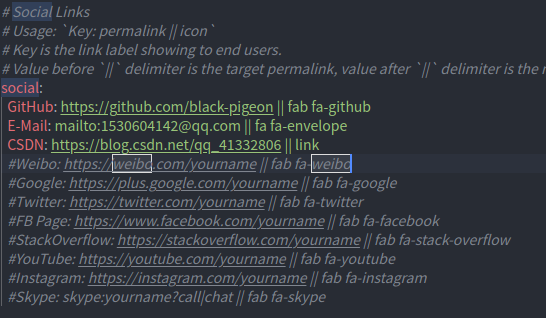 # Social Links
# Usage: `Key: permalink || icon`
# Key is the link label showing to end users.
# Value before `||` delimiter is the target permalink, value after `||` delimiter is the
social:
GitHub: https://github.com/black-pigeon || fab fa-github
E-Mail: mailto:1530604142@qq.com || fa fa-envelope
CSDN: https://blog.csdn.net/qq_41332806 || link
#Weibo: https://weibo.com/yourname || fab fa-weibo
#Google: https://plus.google.com/yourname || fab fa-google
#Twitter: https://twitter.com/yourname || fab fa-twitter
#FB Page: https://www.facebook.com/yourname || fab fa-facebook
#StackOverflow: https://stackoverflow.com/yourname || fab fa-stack-overflow
#YouTube: https://youtube.com/yourname || fab fa-youtube
#Instagram: https://instagram.com/yourname || fab fa-instagram
#Skype: skype:yourname?call|chat || fab fa-skype